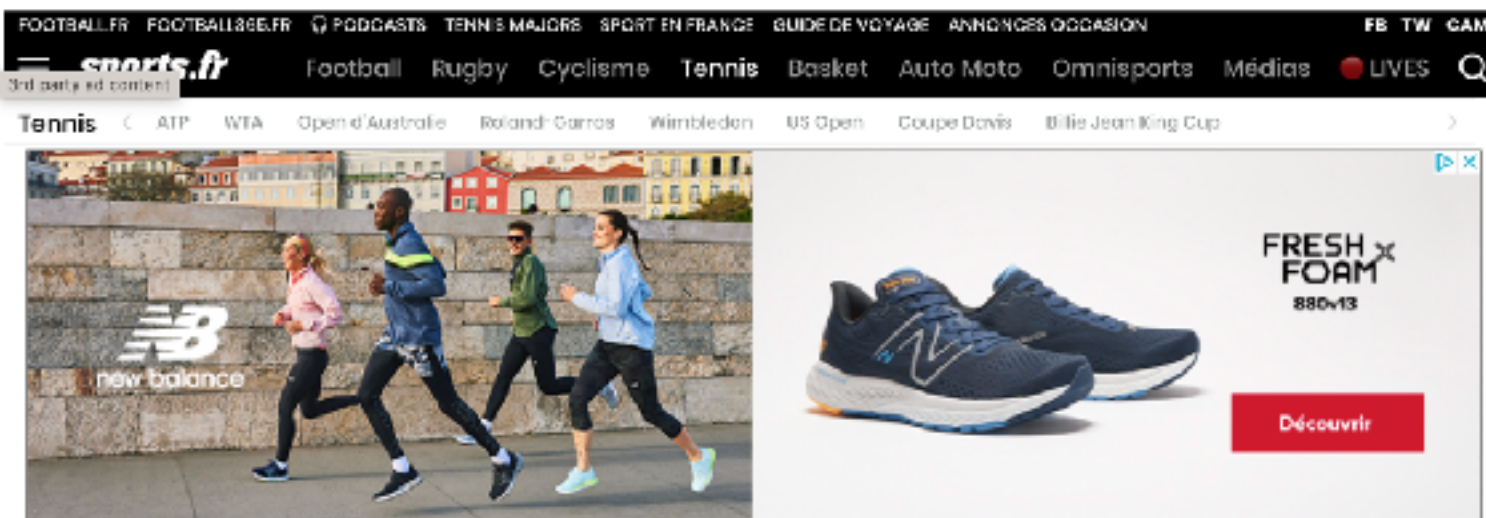 FOOTBALL.FR FOOTBALL365.FR PODCASTS TENNIS MAJORS SPORT EN FRANCE GUIDE DE VOYAGE ANNONCES OCCASION FB TW GAM
sports.fr Football Rugby Cyclisme Tennis Basket Auto Moto Omnisports Médias LIVES
3rd party ad content
Tennis ATP WTA Open d'Australie Roland-Garros Wimbledon US Open Coupe Davis Billie Jean King Cup
new balance
FRESH
FOAM X
880v13
Découvrir